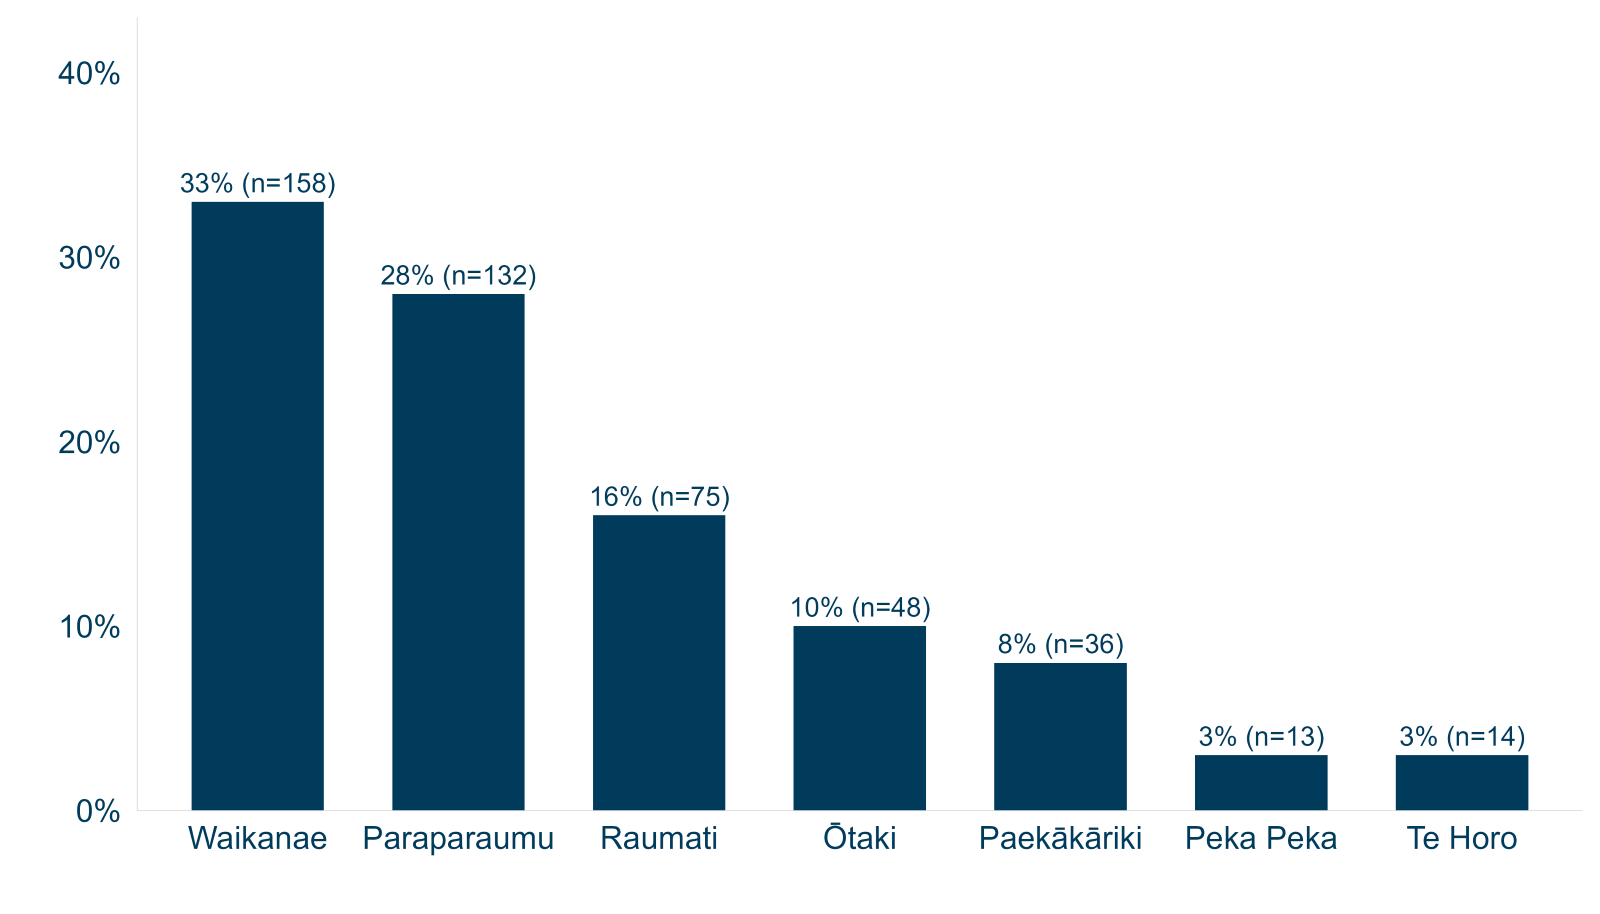 40%
30%
20%
10%
0%
33% (n=158)
28% (n=132)
16% (n=75)
10% (n=48)
8% (n=36)
3% (n=13)
3% (n=14)
Waikanae
Paraparaumu
Raumati
Ōtaki
Paekākāriki
Peka Peka
Te Horo